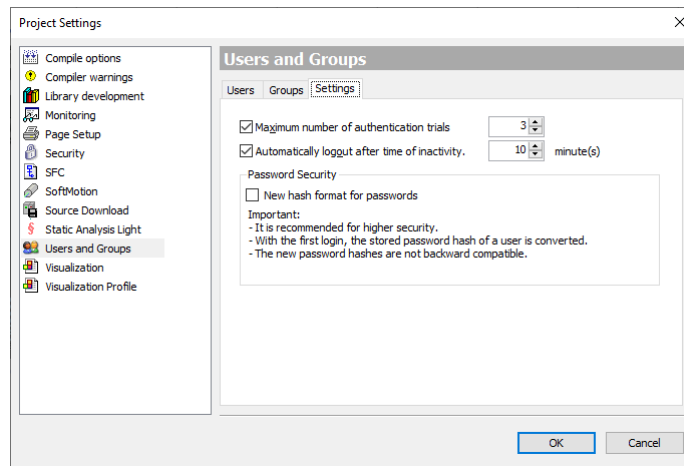 Project Settings
Compile options
Compiler warnings
Library development
Monitoring
Page Setup
Security
SFC
SoftMotion
Source Download
Static Analysis Light
Users and Groups
Visualization
Visualization Profile
Users and Groups
Users Groups Settings
Maximum number of authentication trials 3
Automatically logout after time of inactivity. 10 minute(s)
Password Security
New hash format for passwords
Important:
- It is recommended for higher security.
- With the first login, the stored password hash of a user is converted.
- The new password hashes are not backward compatible.
OK Cancel